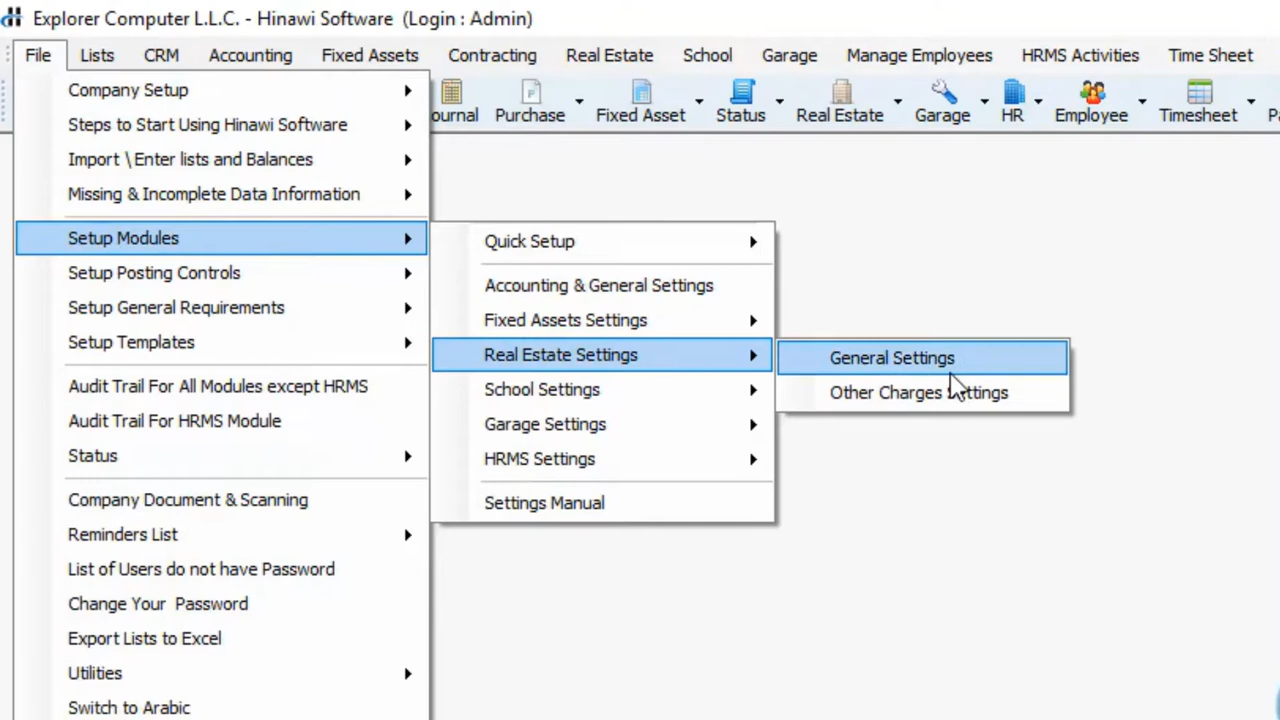 Explorer Computer L.L.C. - Hinawi Software (Login : Admin)
File Lists CRM Accounting Fixed Assets Contracting Real Estate School Garage Manage Employees HRMS Activities Time Sheet
ournal Purchase Fixed Asset Status Real Estate Garage HR Employee Timesheet
Company Setup
Steps to Start Using Hinawi Software
Import \ Enter lists and Balances
Missing & Incomplete Data Information
Setup Modules
Setup Posting Controls
Setup General Requirements
Setup Templates
Audit Trail For All Modules except HRMS
Audit Trail For HRMS Module
Status
Company Document & Scanning
Reminders List
List of Users do not have Password
Change Your Password
Export Lists to Excel
Utilities
Switch to Arabic
Quick Setup
Accounting & General Settings
Fixed Assets Settings
Real Estate Settings
School Settings
Garage Settings
HRMS Settings
Settings Manual
General Settings
Other Charges Settings